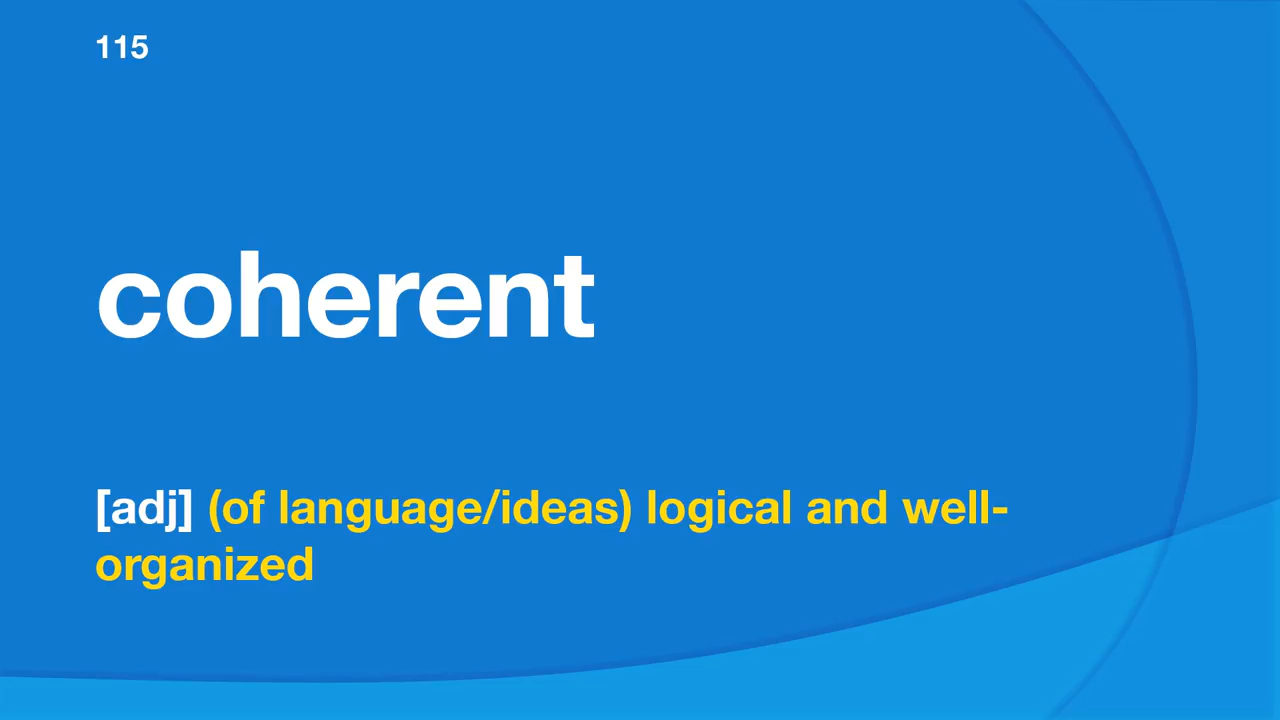 115
coherent
[adj] (of language/ideas) logical and well-
organized